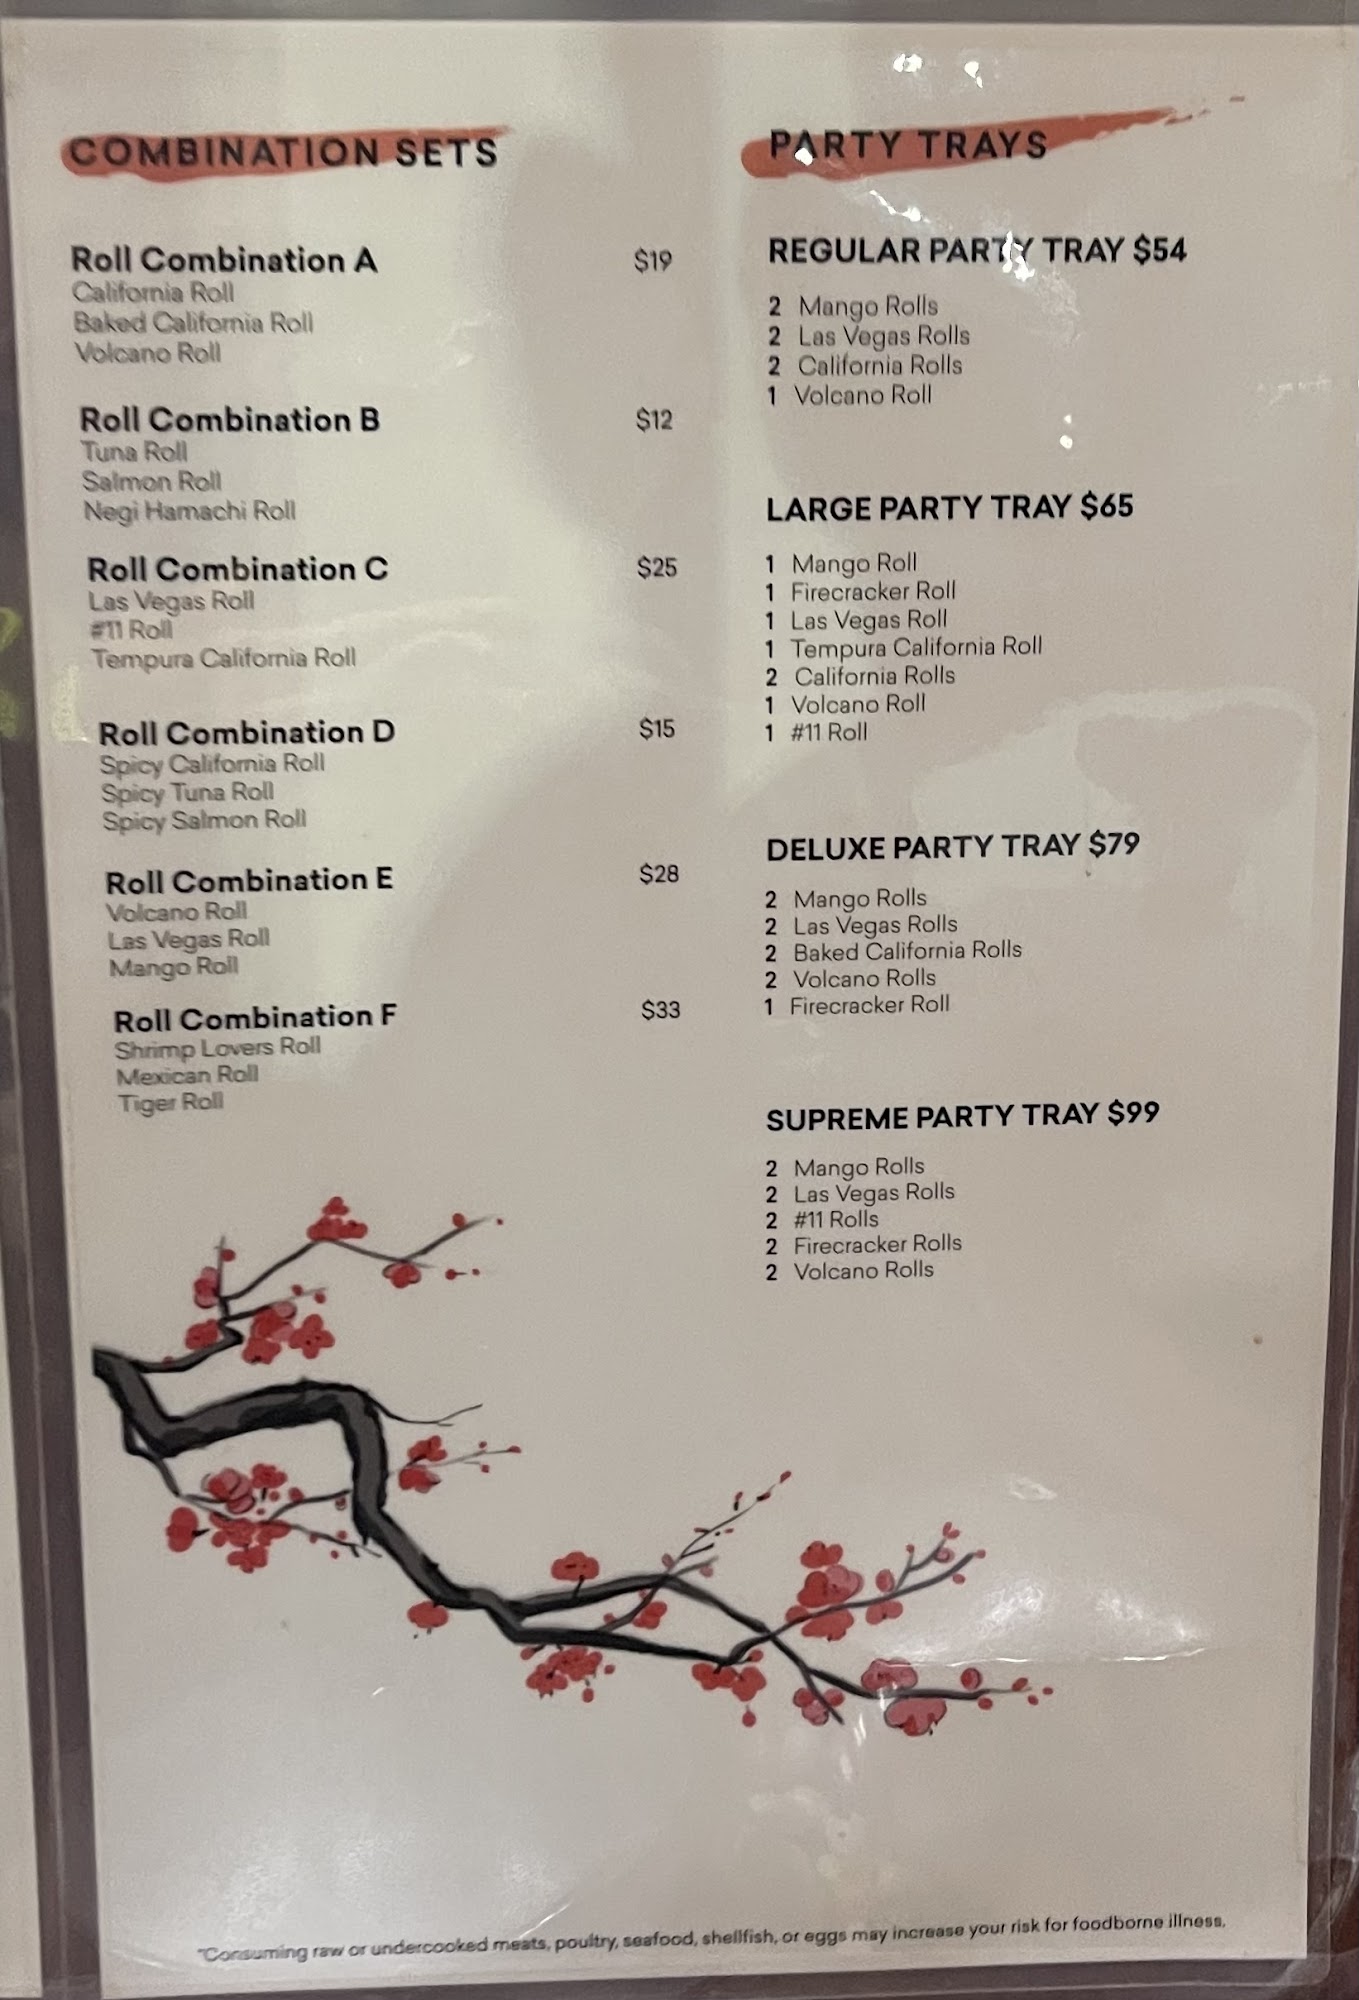 COMBINATION SETS
Roll Combination A $19
California Roll
Baked California Roll
Volcano Roll
Roll Combination B $12
Tuna Roll
Salmon Roll
Negi Hamachi Roll
Roll Combination C $25
Las Vegas Roll
#11 Roll
Tempura California Roll
Roll Combination D $15
Spicy California Roll
Spicy Tuna Roll
Spicy Salmon Roll
Roll Combination E $28
Volcano Roll
Las Vegas Roll
Mango Roll
Roll Combination F $33
Shrimp Lovers Roll
Mexican Roll
Tiger Roll
PARTY TRAYS
REGULAR PARTY TRAY $54
2 Mango Rolls
2 Las Vegas Rolls
2 California Rolls
1 Volcano Roll
LARGE PARTY TRAY $65
1 Mango Roll
1 Firecracker Roll
1 Las Vegas Roll
1 Tempura California Roll
2 California Rolls
1 Volcano Roll
1 #11 Roll
DELUXE PARTY TRAY $79
2 Mango Rolls
2 Las Vegas Rolls
2 Baked California Rolls
2 Volcano Rolls
1 Firecracker Roll
SUPREME PARTY TRAY $99
2 Mango Rolls
2 Las Vegas Rolls
2 #11 Rolls
2 Firecracker Rolls
2 Volcano Rolls
*Consuming raw or undercooked meats, poultry, seafood, shellfish, or eggs may increase your risk for foodborne illness.